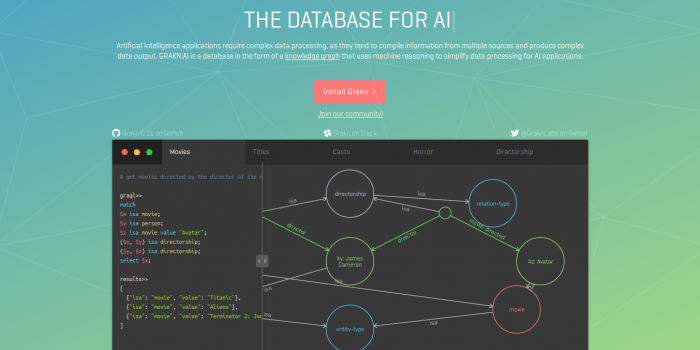 THE DATABASE FOR AI
Artificial Intelligence applications require complex data processing, as they tend to compile information from multiple sources and produce complex
data output. GRAKN.AI is a database in the form of a knowledge graph that uses machine reasoning to simplify data processing for AI applications.
Install Grakn >
Join our community!
Grakn 0.11 on GitHub
Grakn on Slack
@GraknLabs on Twitter
Movies
Titles
Casts
Horror
Directorship
# get movies directed by the director of the
graql>>
match
$x isa movie;
$y isa person;
$z isa movie value "Avatar";
($x, $y) isa directorship;
($y, $z) isa directorship;
select $x;
results>>
[
{"isa": "movie", "value": "Titanic"},
{"isa": "movie", "value": "Aliens"},
{"isa": "movie", "value": "Terminator 2: Ju
]
directorship
isa
isa
isa
relation-type
director
director
movie-directed
$y: James
Cameron
$z: Avatar
isa
isa
movie
isa
entity-type
isa